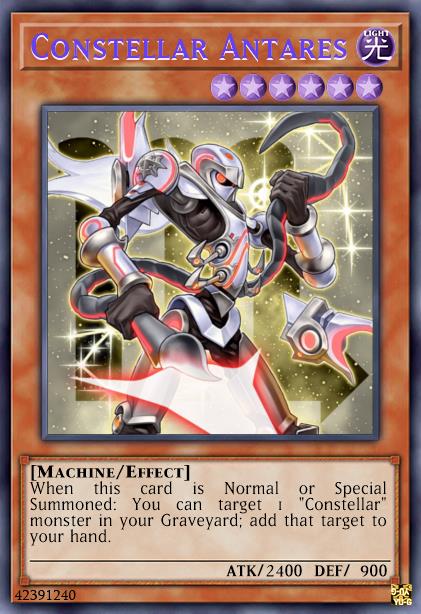 CONSTELLAR ANTARES
LIGHT
光
[MACHINE/EFFECT]
When this card is Normal or Special
Summoned: You can target 1 "Constellar"
monster in your Graveyard; add that target to
your hand.
ATK/2400 DEF/ 900
42391240